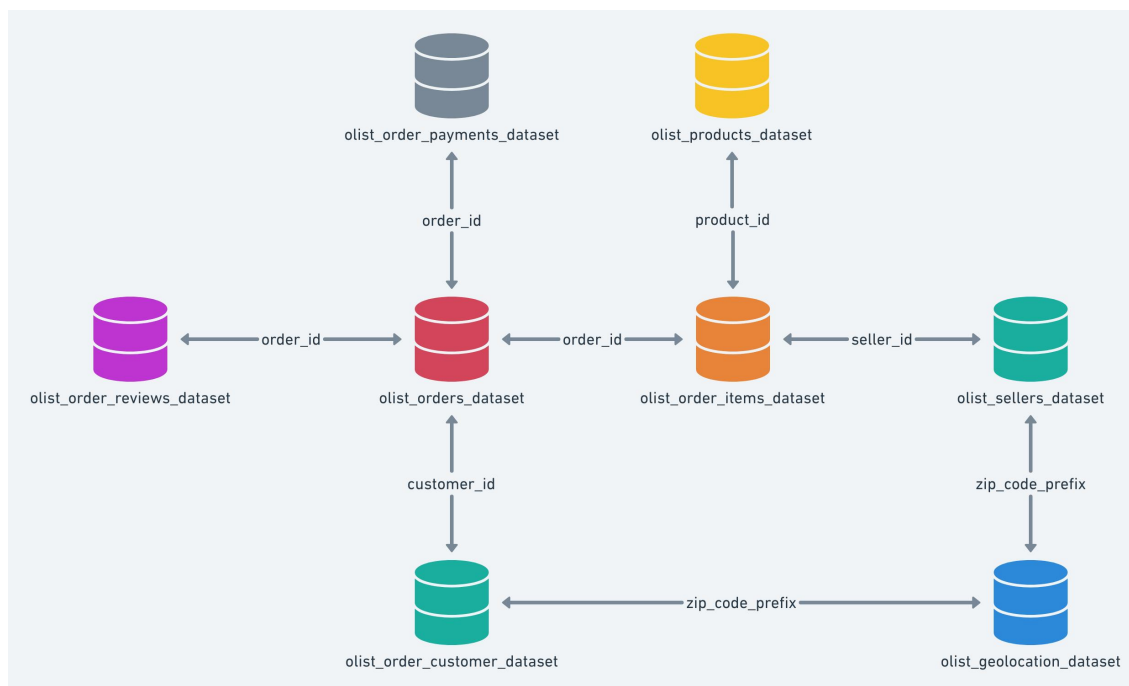 olist_order_payments_dataset
olist_products_dataset
order_id
product_id
order_id
order_id
seller_id
olist_order_reviews_dataset
olist_orders_dataset
olist_order_items_dataset
olist_sellers_dataset
customer_id
zip_code_prefix
zip_code_prefix
olist_order_customer_dataset
olist_geolocation_dataset